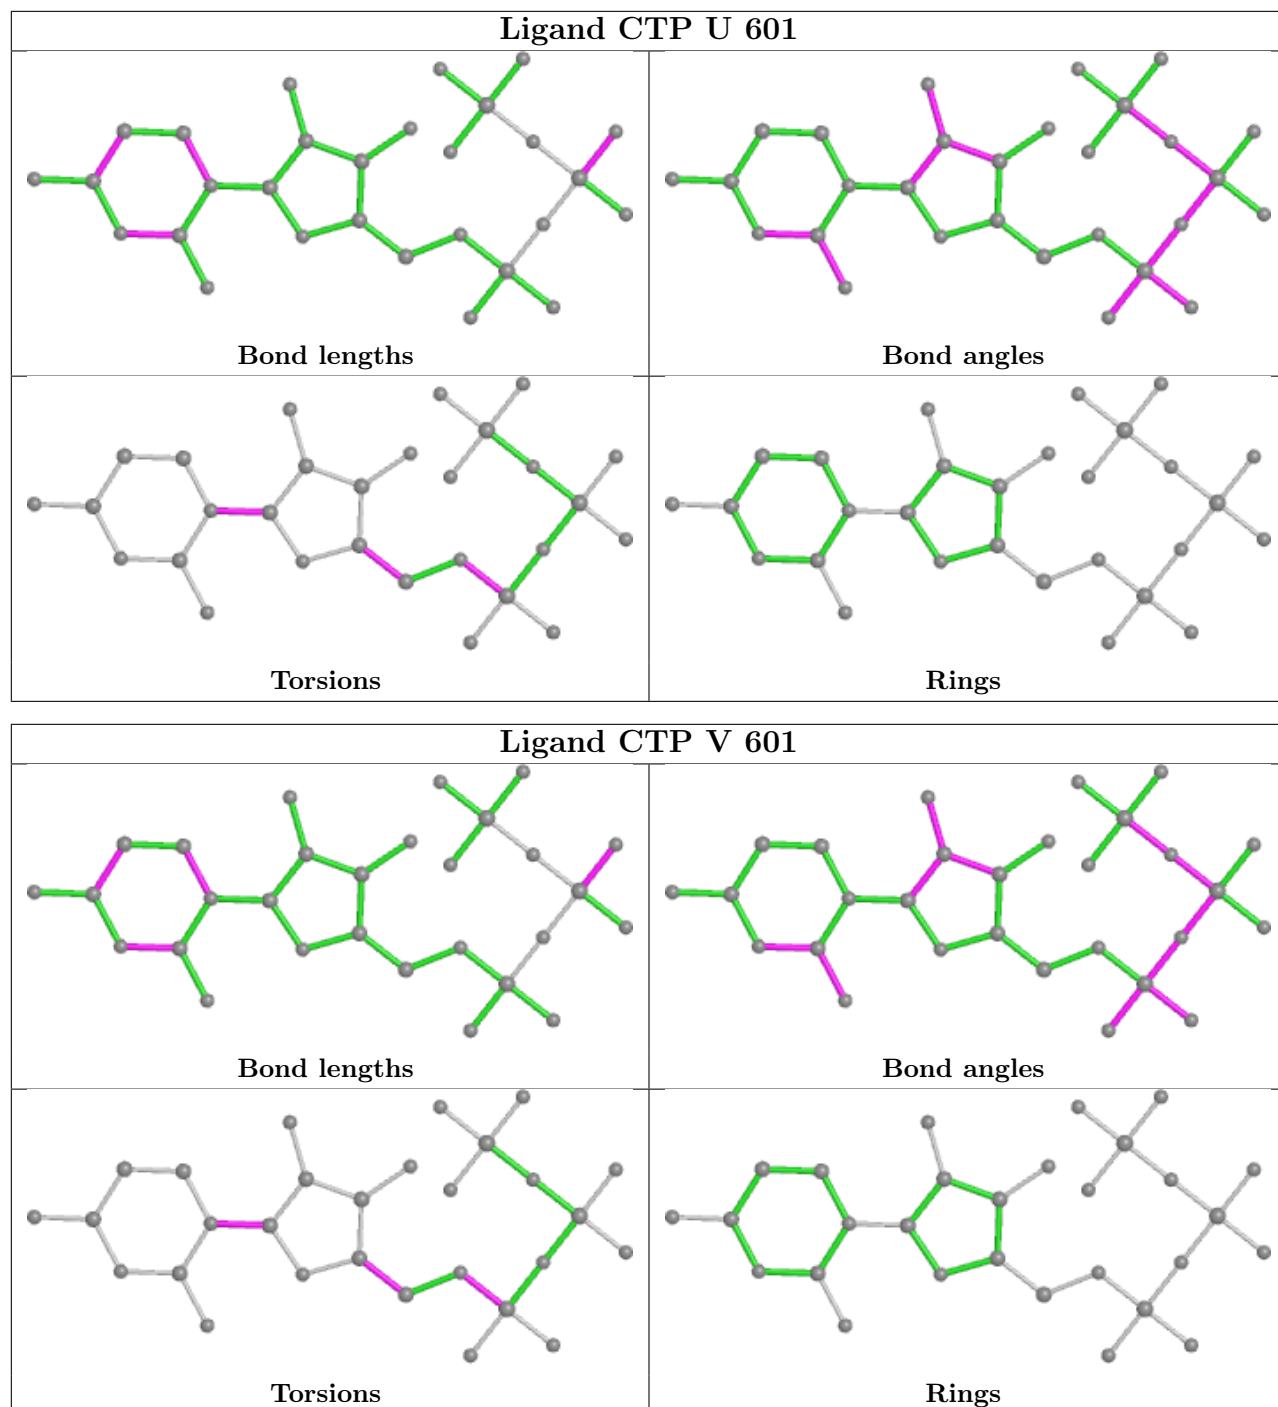 Ligand CTP U 601
Bond lengths
Bond angles
Torsions
Rings
Ligand CTP V 601
Bond lengths
Bond angles
Torsions
Rings